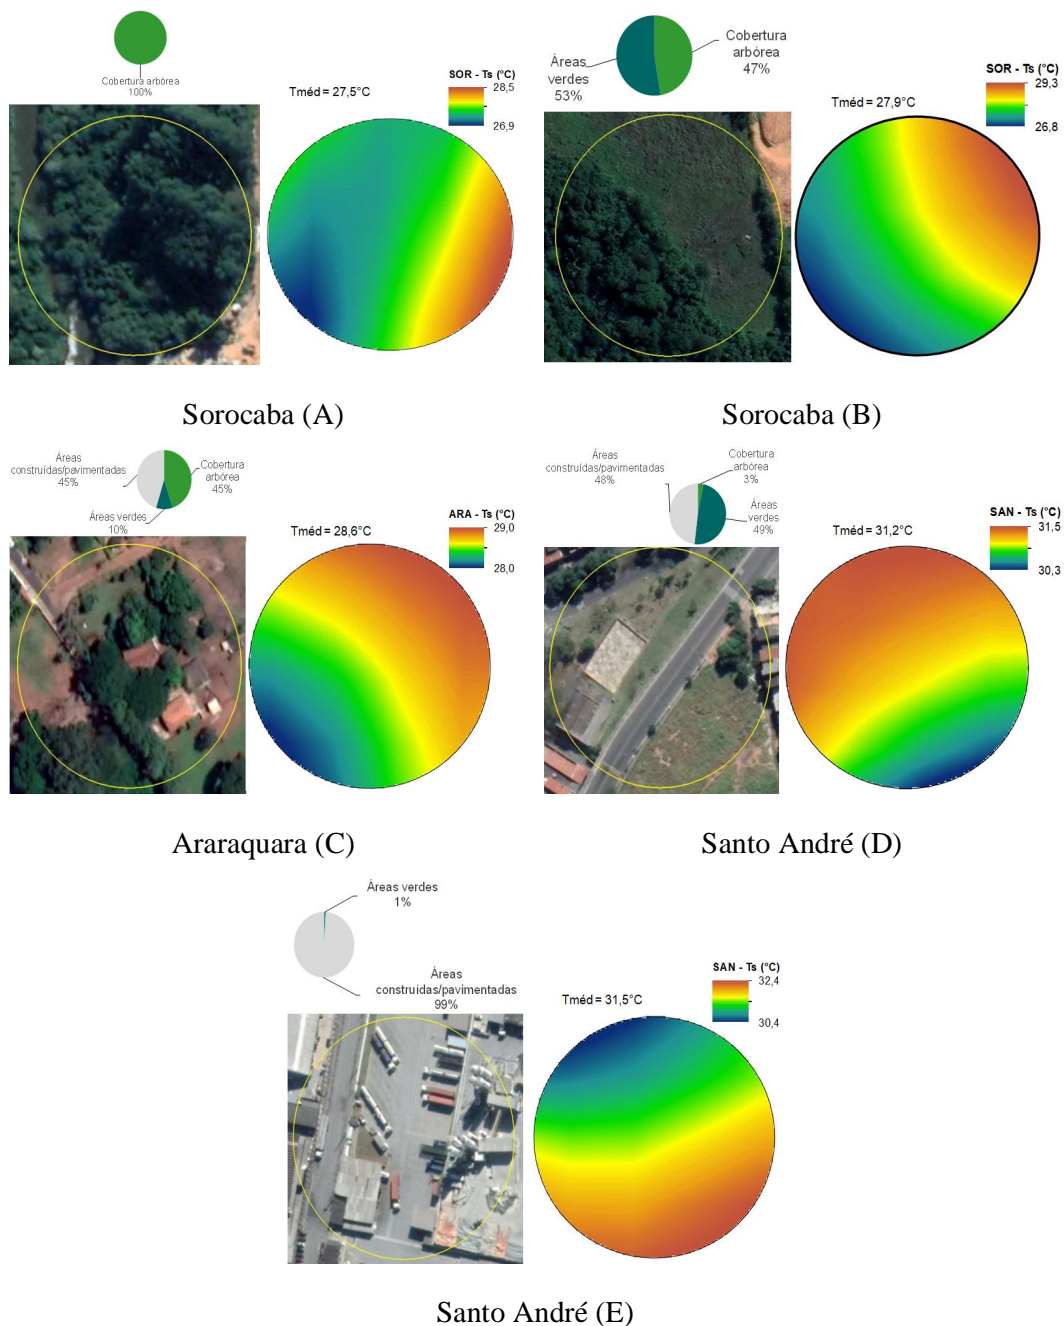 Cobertura arbórea
100%
Tméd = 27,5°C
SOR - Ts (°C)
28,5
26,9
Sorocaba (A)
Áreas
verdes
53%
Cobertura
arbórea
47%
Tméd = 27,9°C
SOR - Ts (°C)
29,3
26,8
Sorocaba (B)
Áreas
construídas/pavimentadas
45%
Cobertura
arbórea
45%
Áreas verdes
10%
Tméd = 28,6°C
ARA - Ts (°C)
29,0
28,0
Araraquara (C)
Áreas
construídas/pavimentadas
48%
Cobertura
arbórea
3%
Áreas
verdes
49%
Tméd = 31,2°C
SAN - Ts (°C)
31,5
30,3
Santo André (D)
Áreas verdes
1%
Áreas
construidas/pavimentadas
99%
Tméd = 31,5°C
SAN - Ts (°C)
32,4
30,4
Santo André (E)